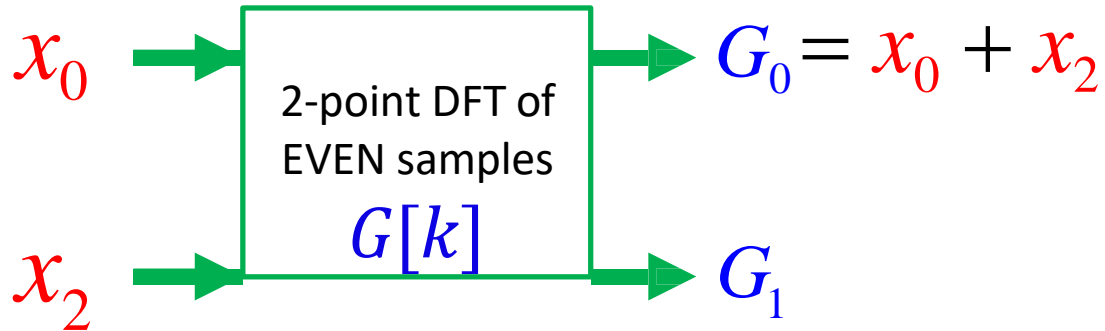 x₀
G₀ = x₀ + x₂
2-point DFT of
EVEN samples
G[k]
x₂
G₁